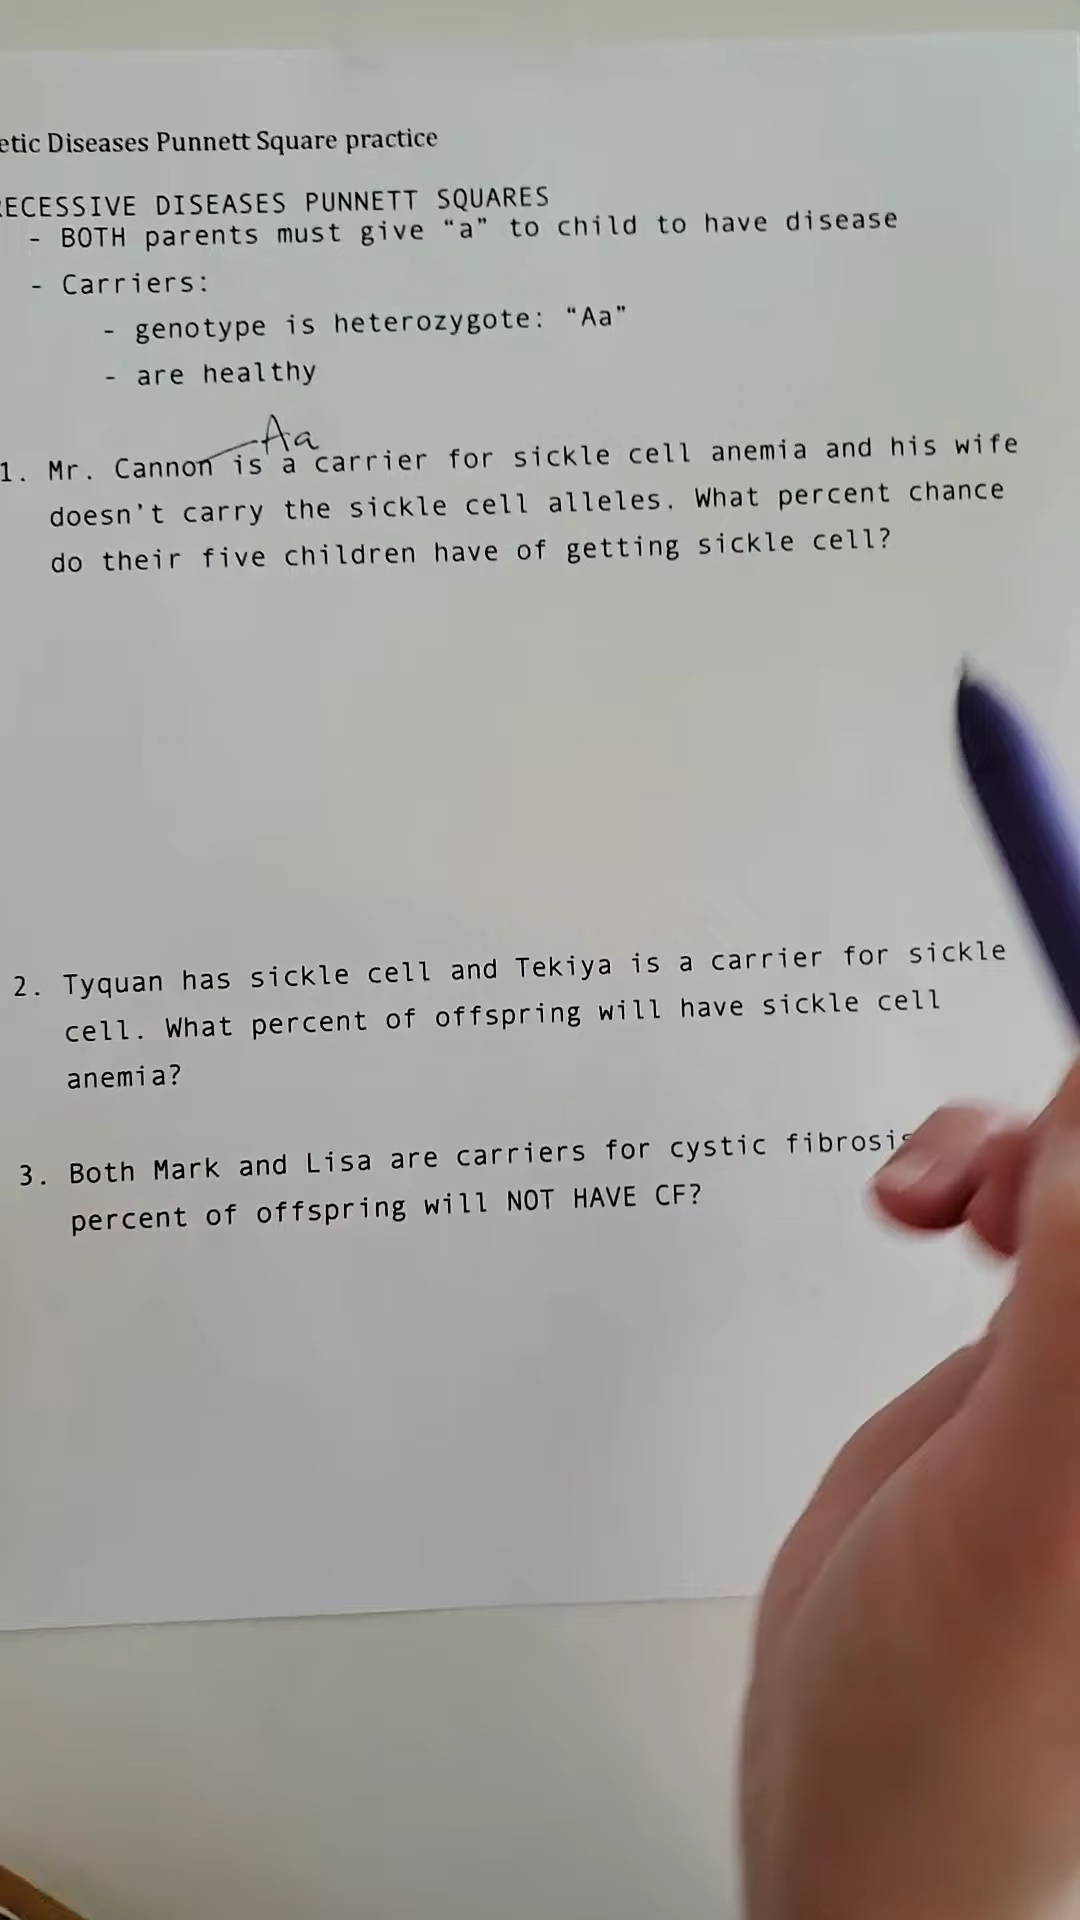 etic Diseases Punnett Square practice
ECESSIVE DISEASES PUNNETT SQUARES
- BOTH parents must give “a” to child to have disease
- Carriers:
- genotype is heterozygote: “Aa”
- are healthy
Aa
1. Mr. Cannon is a carrier for sickle cell anemia and his wife
doesn't carry the sickle cell alleles. What percent chance
do their five children have of getting sickle cell?
2. Tyquan has sickle cell and Tekiya is a carrier for sickle
cell. What percent of offspring will have sickle cell
anemia?
3. Both Mark and Lisa are carriers for cystic fibrosis
percent of offspring will NOT HAVE CF?